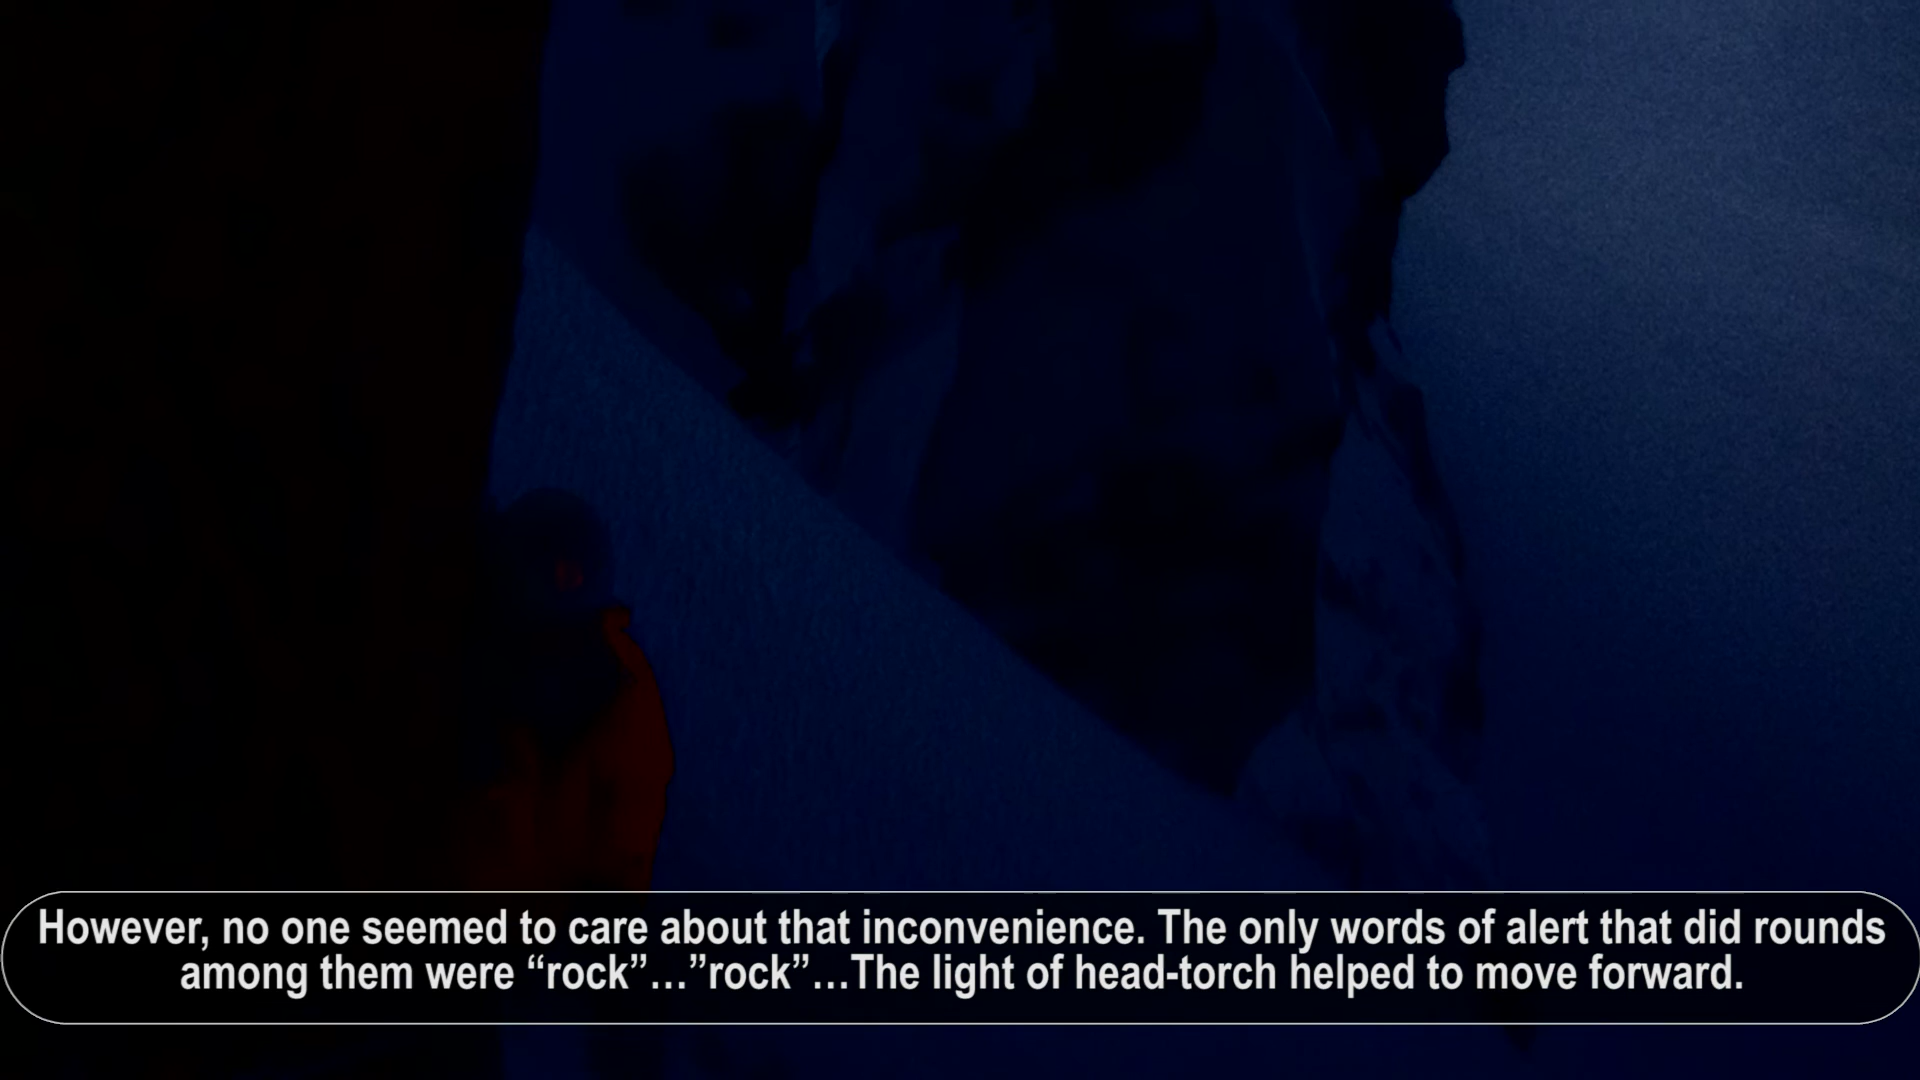 However, no one seemed to care about that inconvenience. The only words of alert that did rounds
among them were “rock”...”rock”...The light of head-torch helped to move forward.